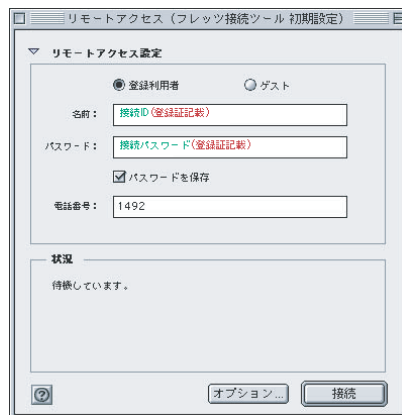 リモートアクセス（フレッツ接続ツール 初期設定）
リモートアクセス設定
登録利用者 ゲスト
名前： 接続ID(登録証記載)
パスワード： 接続パスワード(登録証記載)
パスワードを保存
電話番号： 1492
状況
待機しています。
? オプション... 接続